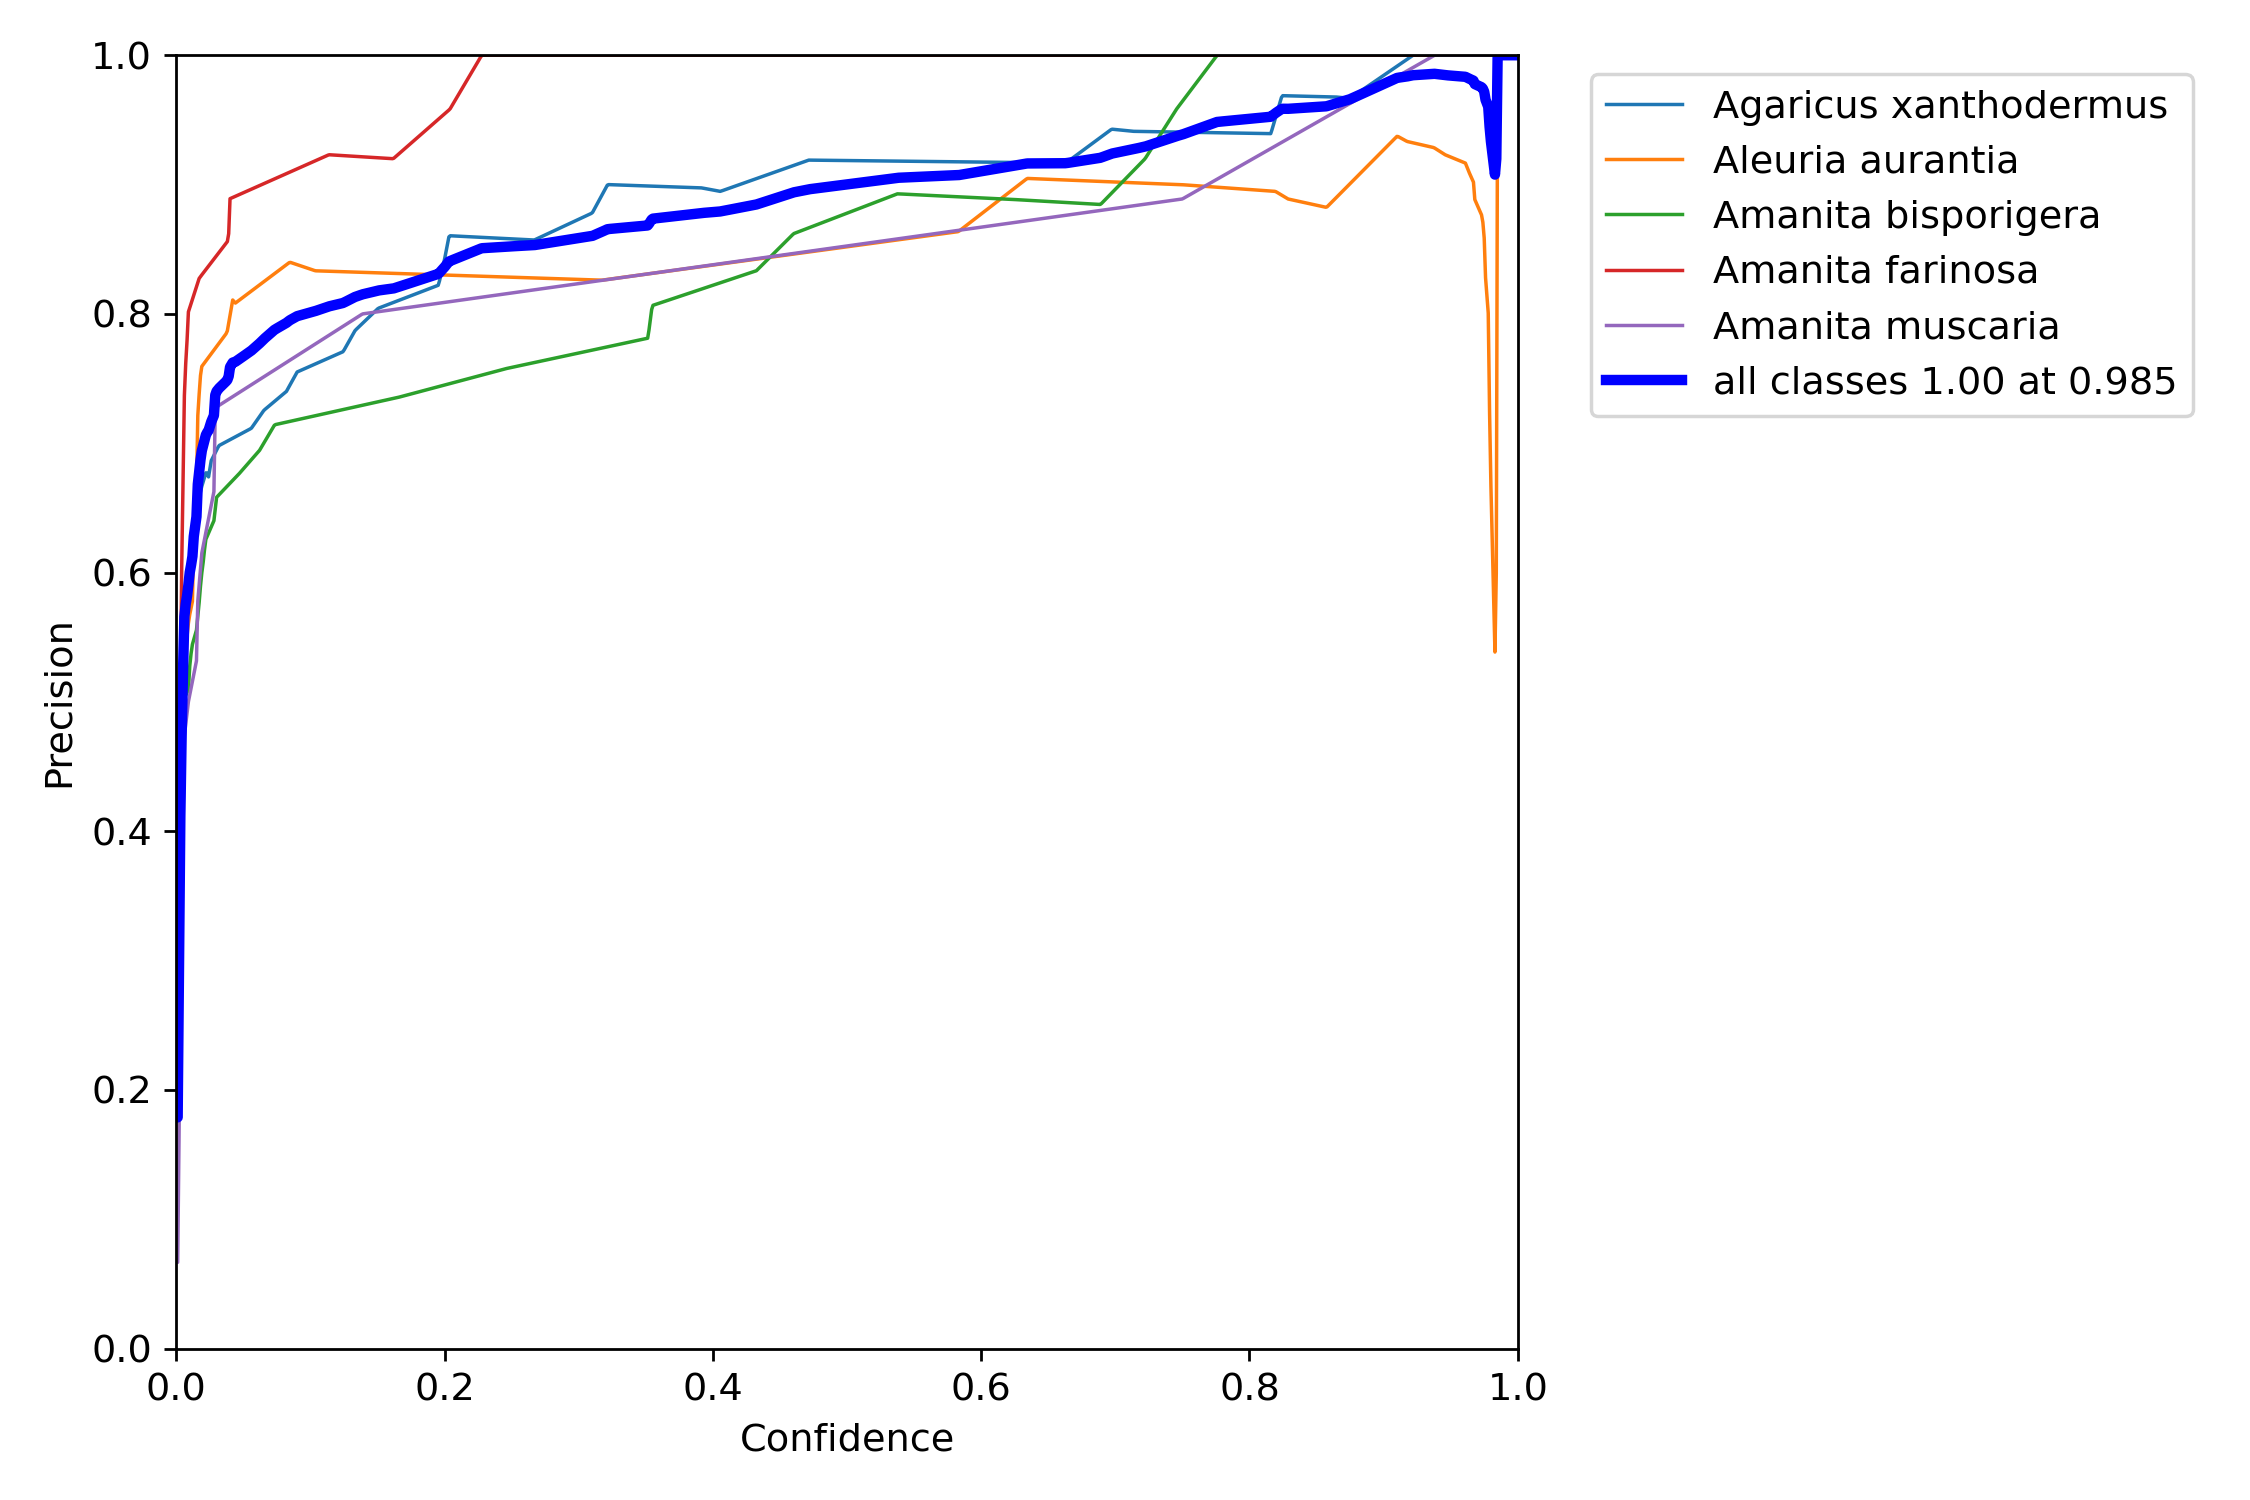 1.0
0.8
0.6
0.4
0.2
0.0
Precision
0.0 0.2 0.4 0.6 0.8 1.0
Confidence
Agaricus xanthodermus
Aleuria aurantia
Amanita bisporigera
Amanita farinosa
Amanita muscaria
all classes 1.00 at 0.985